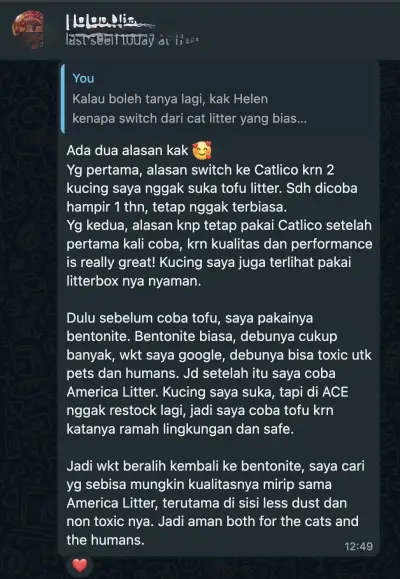 last seen today at
You
Kalau boleh tanya lagi, kak Helen
kenapa switch dari cat litter yang bias...
Ada dua alasan kak 🥰
Yg pertama, alasan switch ke Catlico krn 2
kucing saya nggak suka tofu litter. Sdh dicoba
hampir 1 thn, tetap nggak terbiasa.
Yg kedua, alasan knp tetap pakai Catlico setelah
pertama kali coba, krn kualitas dan performance
is really great! Kucing saya juga terlihat pakai
litterbox nya nyaman.
Dulu sebelum coba tofu, saya pakainya
bentonite. Bentonite biasa, debunya cukup
banyak, wkt saya google, debunya bisa toxic utk
pets dan humans. Jd setelah itu saya coba
America Litter. Kucing saya suka, tapi di ACE
nggak restock lagi, jadi saya coba tofu krn
katanya ramah lingkungan dan safe.
Jadi wkt beralih kembali ke bentonite, saya cari
yg sebisa mungkin kualitasnya mirip sama
America Litter, terutama di sisi less dust dan
non toxic nya. Jadi aman both for the cats and
the humans.
12:49
❤️